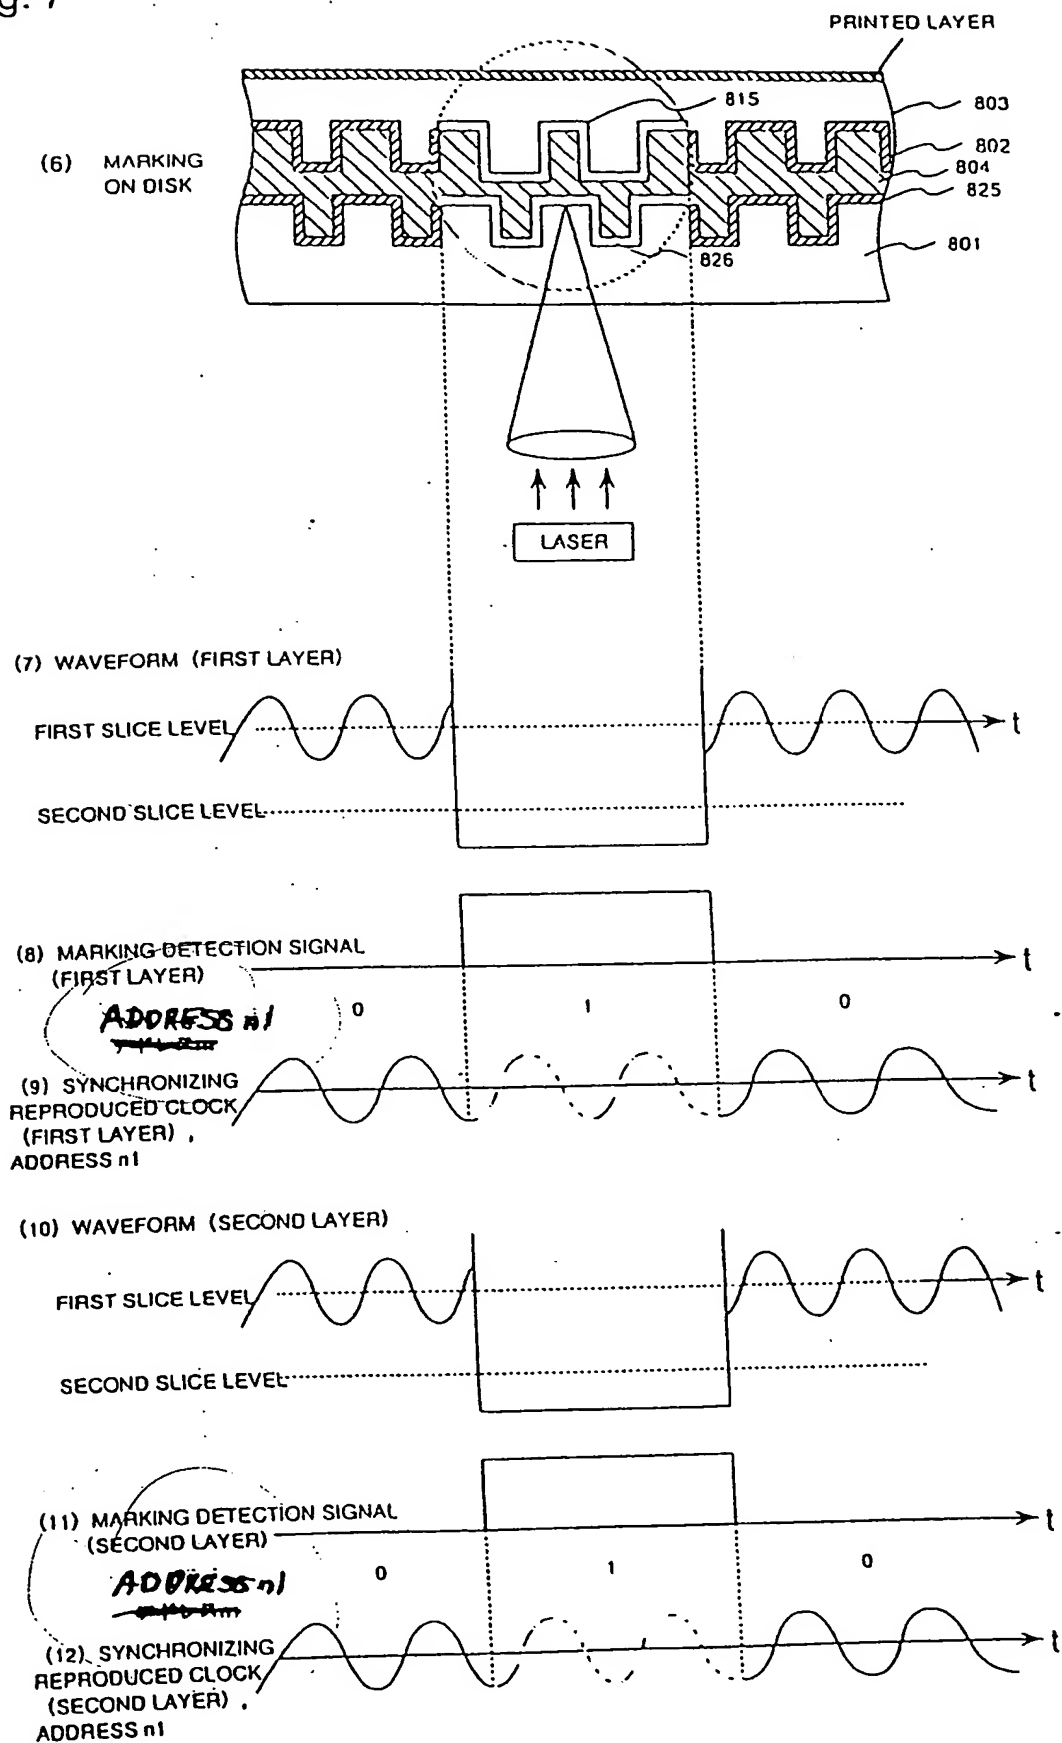 g. 7
PRINTED LAYER
815
803
(6) MARKING
ON DISK
802
804
825
801
826
LASER
(7) WAVEFORM (FIRST LAYER)
FIRST SLICE LEVEL
t
SECOND SLICE LEVEL
(8) MARKING DETECTION SIGNAL
(FIRST LAYER)
t
0 1 0
ADDRESS n1
(9) SYNCHRONIZING
REPRODUCED CLOCK
(FIRST LAYER),
ADDRESS n1
t
(10) WAVEFORM (SECOND LAYER)
FIRST SLICE LEVEL
t
SECOND SLICE LEVEL
(11) MARKING DETECTION SIGNAL
(SECOND LAYER)
t
0 1 0
ADDRESS n1
(12) SYNCHRONIZING
REPRODUCED CLOCK
(SECOND LAYER),
ADDRESS n1
t